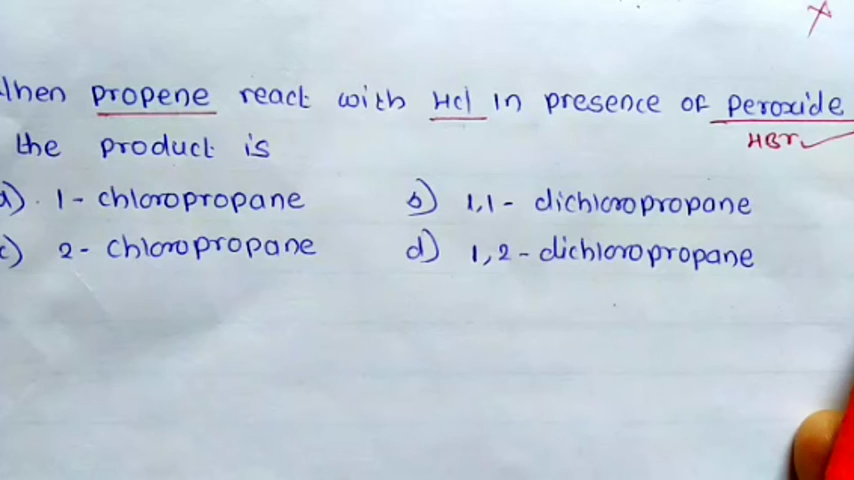 When propene react with HCl in presence of peroxide
HBr
the product is
a) 1- chloropropane b) 1,1- dichloropropane
c) 2- chloropropane d) 1,2-dichloropropane